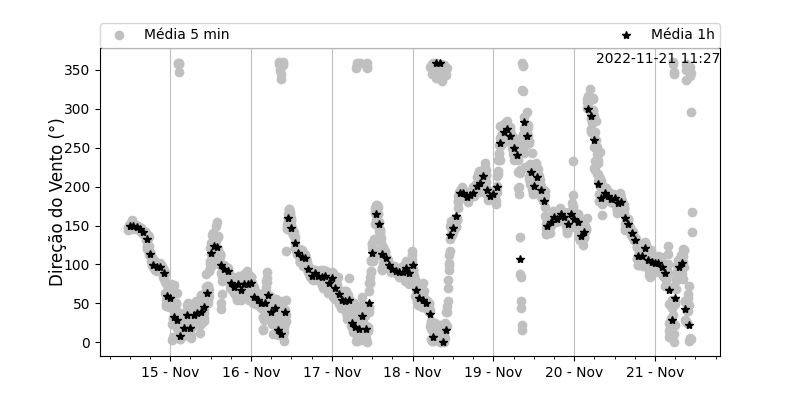 Média 5 min
Média 1h
2022-11-21 11:27
Direção do Vento (°)
350
300
250
200
150
100
50
0
15 - Nov
16 - Nov
17 - Nov
18 - Nov
19 - Nov
20 - Nov
21 - Nov